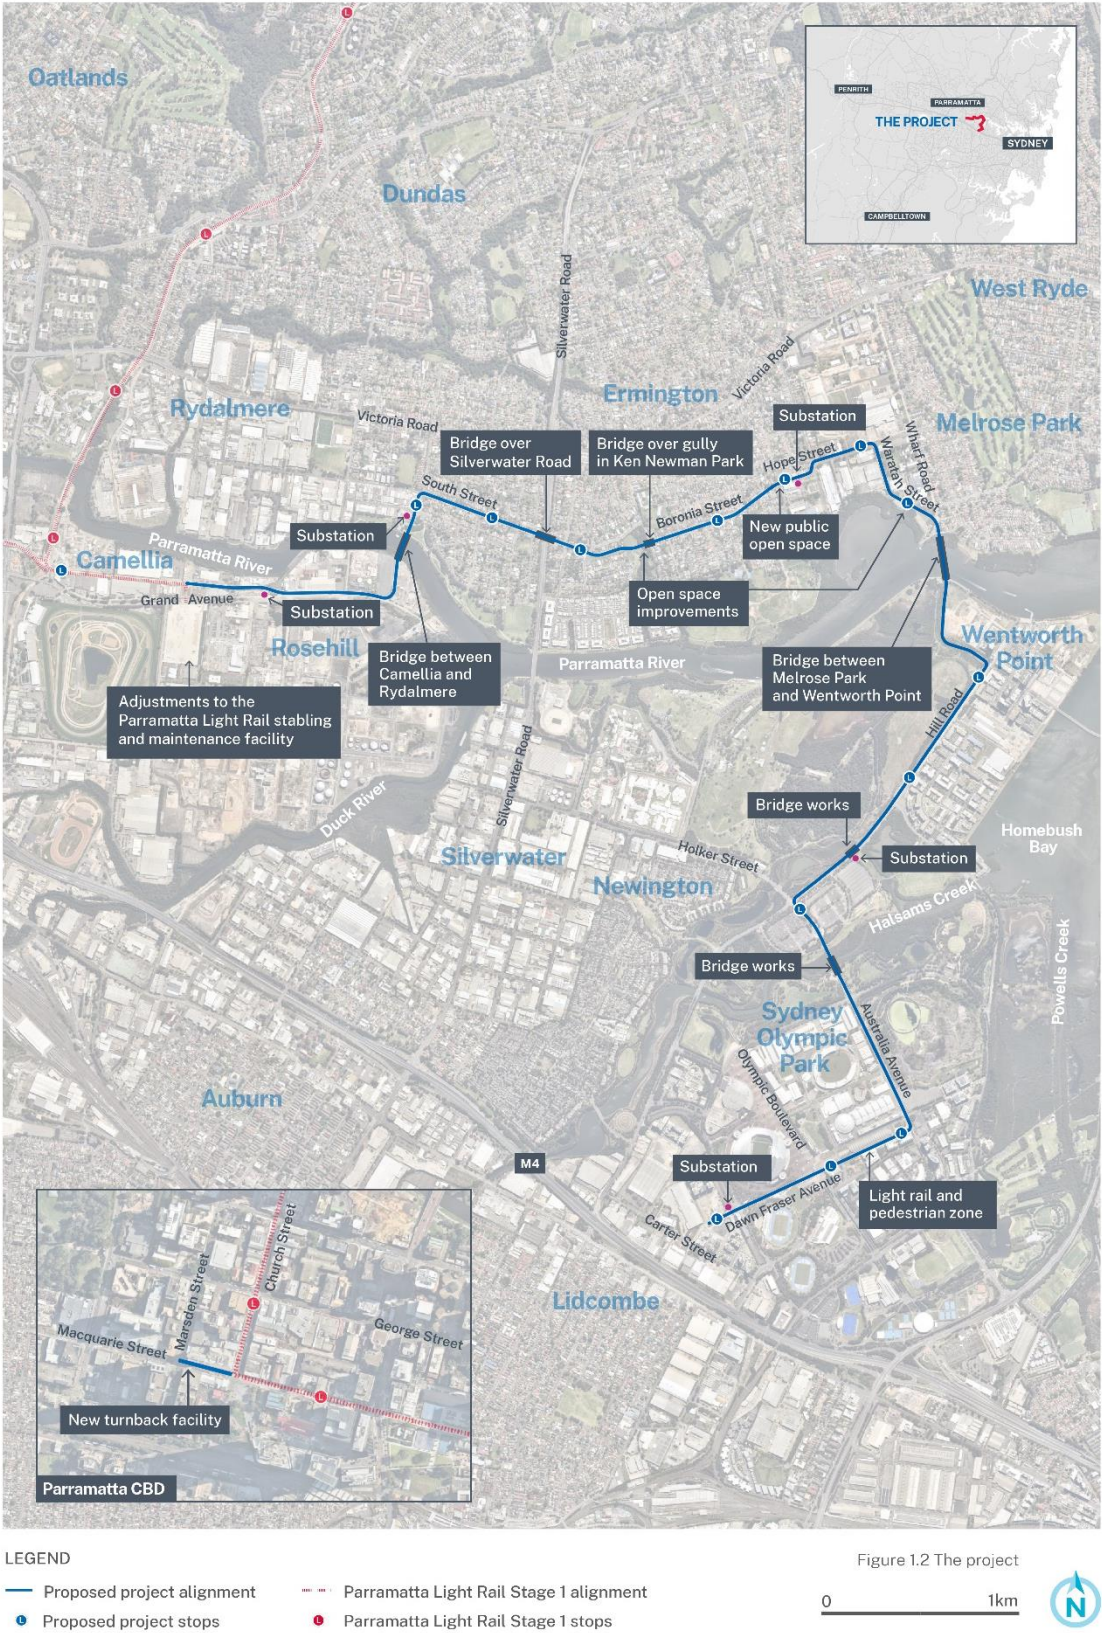 Oatlands
Dundas
PENRITH
PARRAMATTA
THE PROJECT
SYDNEY
CAMPBELLTOWN
West Ryde
Silverwater Road
Victoria Road
Ermington
Rydalmere
Melrose Park
Victoria Road
Substation
Bridge over
Silverwater Road
Bridge over gully
in Ken Newman Park
Hope Street
Wharf Road
Waratah Street
South Street
Boronia Street
Substation
New public
open space
Parramatta River
Camellia
Grand Avenue
Substation
Open space
improvements
Rosehill
Bridge between
Camellia and
Rydalmere
Parramatta River
Bridge between
Melrose Park
and Wentworth Point
Wentworth
Point
Adjustments to the
Parramatta Light Rail stabling
and maintenance facility
Hill Road
Silverwater Road
Duck River
Bridge works
Homebush
Bay
Silverwater
Holker Street
Substation
Newington
Halsams Creek
Powells Creek
Bridge works
Sydney
Olympic
Park
Australia Avenue
Olympic Boulevard
Auburn
M4
Substation
Dawn Fraser Avenue
Light rail and
pedestrian zone
Carter Street
Lidcombe
Church Street
Marsden Street
Macquarie Street
George Street
New turnback facility
Parramatta CBD
LEGEND
Figure 1.2 The project
Proposed project alignment
Parramatta Light Rail Stage 1 alignment
0 1km
N
L Proposed project stops
L Parramatta Light Rail Stage 1 stops